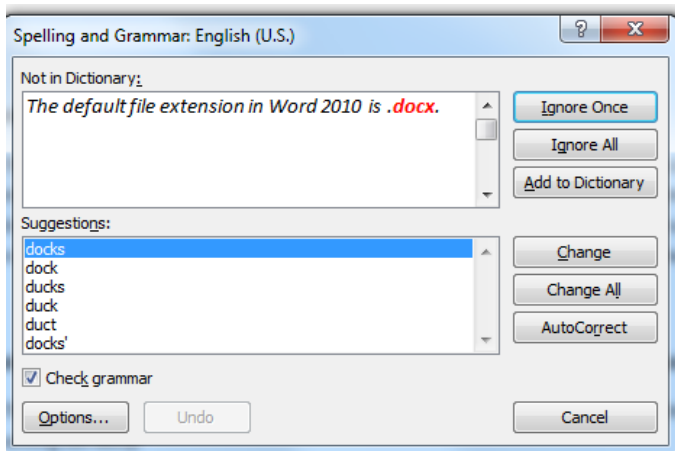 Spelling and Grammar: English (U.S.)
Not in Dictionary:
The default file extension in Word 2010 is .docx.
Ignore Once
Ignore All
Add to Dictionary
Suggestions:
docks
dock
ducks
duck
duct
docks'
Change
Change All
AutoCorrect
Check grammar
Options...
Undo
Cancel